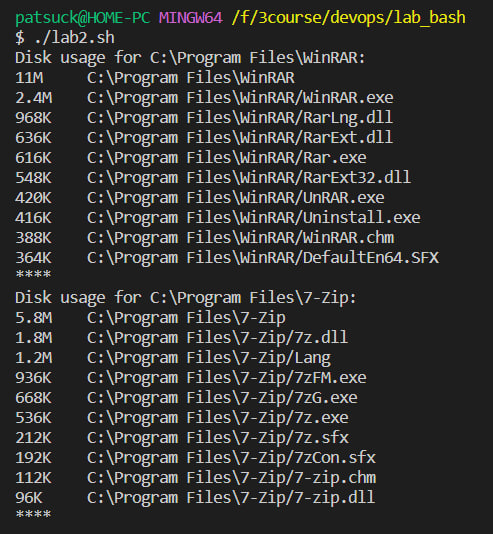 patsuck@HOME-PC MINGW64 /f/3course/devops/lab_bash
$ ./lab2.sh
Disk usage for C:\Program Files\WinRAR:
11M     C:\Program Files\WinRAR
2.4M    C:\Program Files\WinRAR/WinRAR.exe
968K    C:\Program Files\WinRAR/RarLng.dll
636K    C:\Program Files\WinRAR/RarExt.dll
616K    C:\Program Files\WinRAR/Rar.exe
548K    C:\Program Files\WinRAR/RarExt32.dll
420K    C:\Program Files\WinRAR/UnRAR.exe
416K    C:\Program Files\WinRAR/Uninstall.exe
388K    C:\Program Files\WinRAR/WinRAR.chm
364K    C:\Program Files\WinRAR/DefaultEn64.SFX
****
Disk usage for C:\Program Files\7-Zip:
5.8M    C:\Program Files\7-Zip
1.8M    C:\Program Files\7-Zip/7z.dll
1.2M    C:\Program Files\7-Zip/Lang
936K    C:\Program Files\7-Zip/7zFM.exe
668K    C:\Program Files\7-Zip/7zG.exe
536K    C:\Program Files\7-Zip/7z.exe
212K    C:\Program Files\7-Zip/7z.sfx
192K    C:\Program Files\7-Zip/7zCon.sfx
112K    C:\Program Files\7-Zip/7-zip.chm
96K     C:\Program Files\7-Zip/7-zip.dll
****